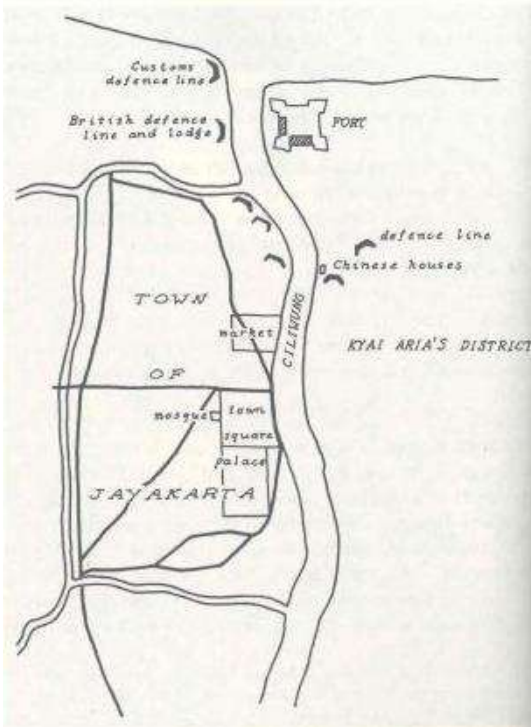 Customs
defence line
British defence
line and lodge
FORT
defence line
Chinese houses
TOWN
market
CILIWUNG
KYAI ARIA'S DISTRICT
OF
mosque
town
square
palace
JAYAKARTA